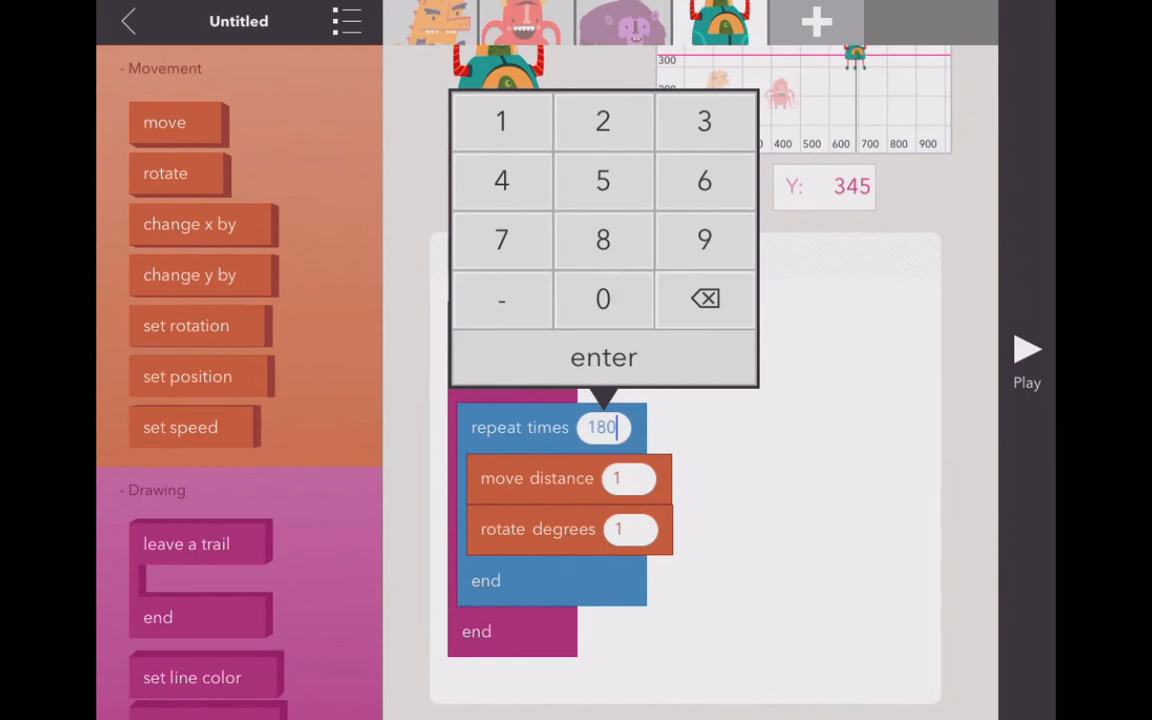 Untitled
- Movement
move
rotate
change x by
change y by
set rotation
set position
set speed
- Drawing
leave a trail
end
set line color
300
400 500 600 700 800 900
Y: 345
1 2 3
4 5 6
7 8 9
- 0
enter
repeat times 180
move distance 1
rotate degrees 1
end
end
Play